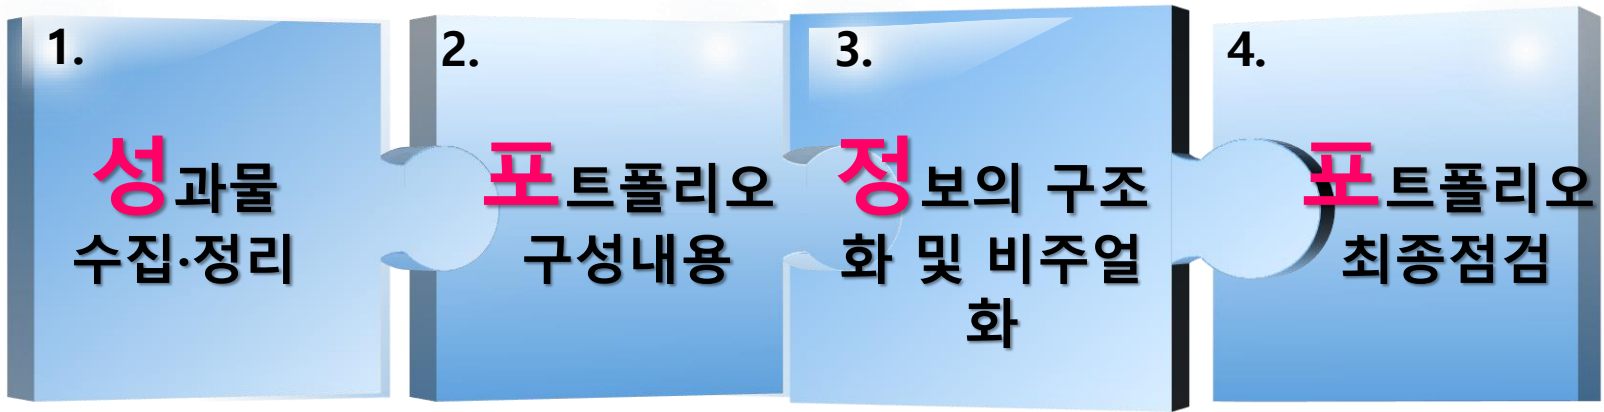 1.
성과물
수집·정리
2.
포트폴리오
구성내용
3.
정보의 구조
화 및 비주얼
화
4.
포트폴리오
최종점검